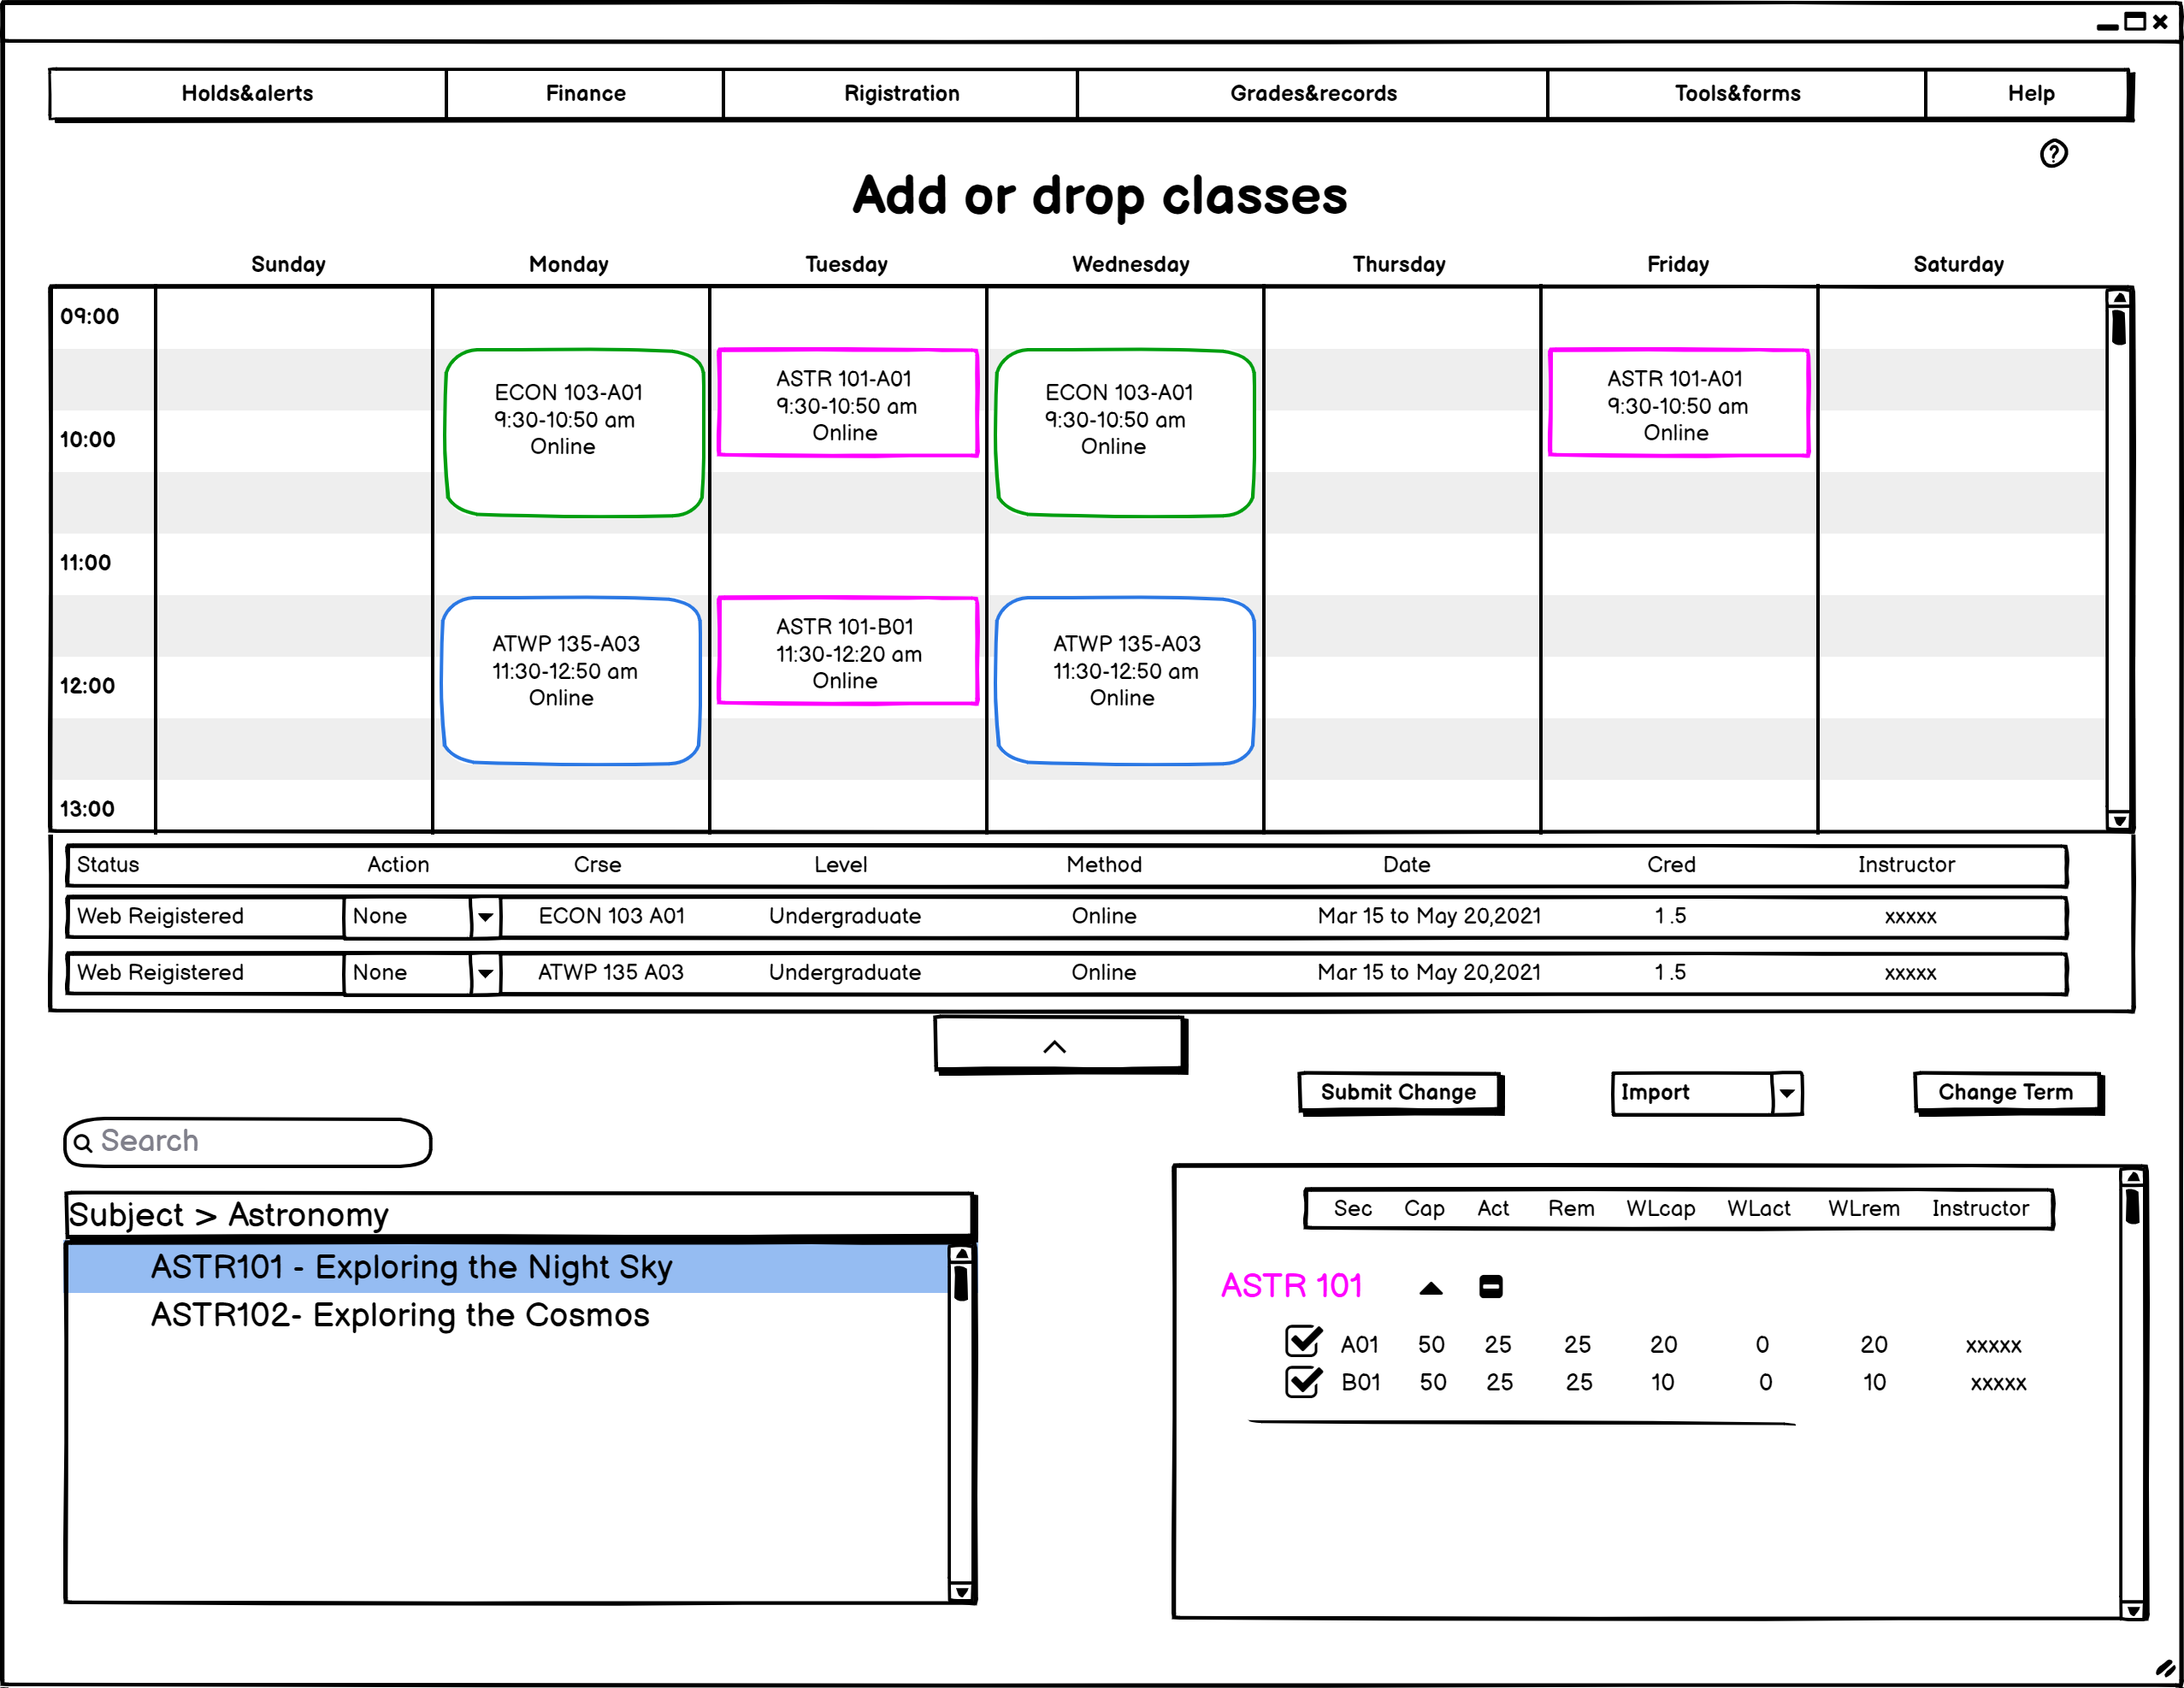 Holds&alerts Finance Rigistration Grades&records Tools&forms Help
Add or drop classes
Sunday Monday Tuesday Wednesday Thursday Friday Saturday
09:00
10:00
11:00
12:00
13:00
ECON 103-A01
9:30-10:50 am
Online
ATWP 135-A03
11:30-12:50 am
Online
ASTR 101-A01
9:30-10:50 am
Online
ASTR 101-B01
11:30-12:20 am
Online
ECON 103-A01
9:30-10:50 am
Online
ATWP 135-A03
11:30-12:50 am
Online
ASTR 101-A01
9:30-10:50 am
Online
Status Action Crse Level Method Date Cred Instructor
Web Reigistered None ECON 103 A01 Undergraduate Online Mar 15 to May 20,2021 1.5 xxxxx
Web Reigistered None ATWP 135 A03 Undergraduate Online Mar 15 to May 20,2021 1.5 xxxxx
Submit Change Import Change Term
Search
Subject > Astronomy
ASTR101 - Exploring the Night Sky
ASTR102- Exploring the Cosmos
Sec Cap Act Rem WLcap WLact WLrem Instructor
ASTR 101
A01 50 25 25 20 0 20 xxxxx
B01 50 25 25 10 0 10 xxxxx